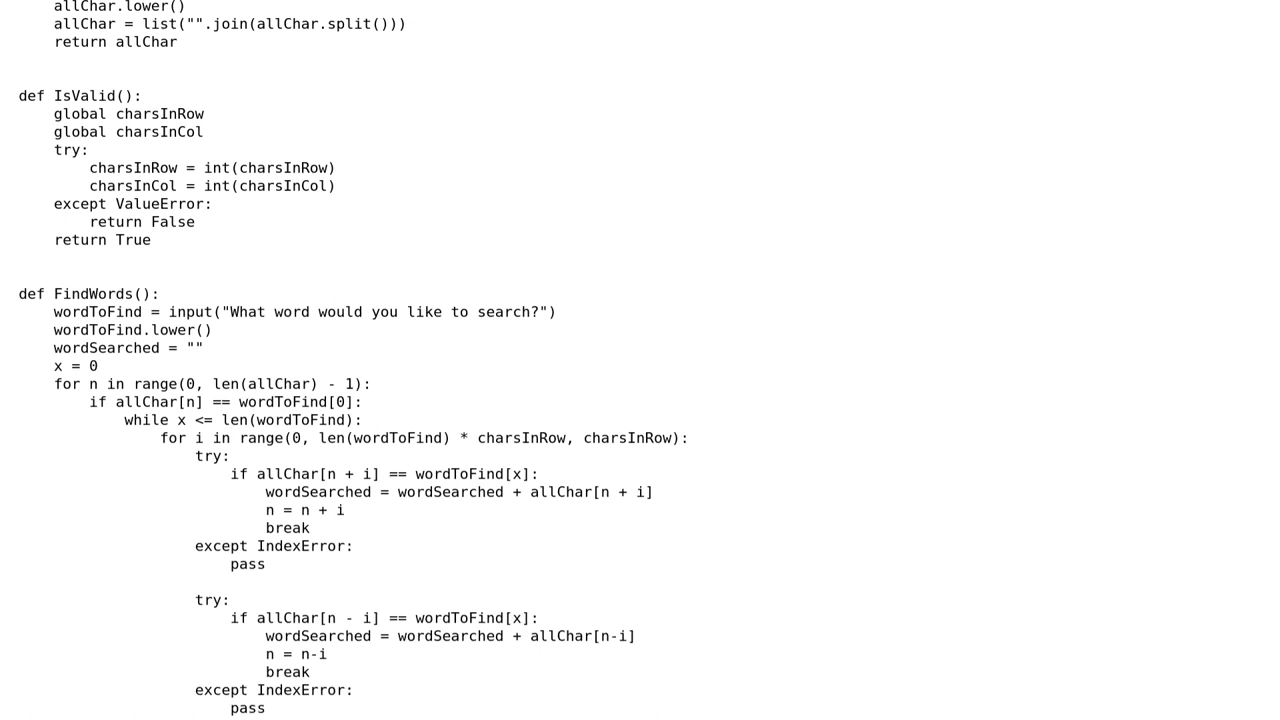 allChar.lower()
    allChar = list("".join(allChar.split()))
    return allChar


def IsValid():
    global charsInRow
    global charsInCol
    try:
        charsInRow = int(charsInRow)
        charsInCol = int(charsInCol)
    except ValueError:
        return False
    return True


def FindWords():
    wordToFind = input("What word would you like to search?")
    wordToFind.lower()
    wordSearched = ""
    x = 0
    for n in range(0, len(allChar) - 1):
        if allChar[n] == wordToFind[0]:
            while x <= len(wordToFind):
                for i in range(0, len(wordToFind) * charsInRow, charsInRow):
                    try:
                        if allChar[n + i] == wordToFind[x]:
                            wordSearched = wordSearched + allChar[n + i]
                            n = n + i
                            break
                    except IndexError:
                        pass

                    try:
                        if allChar[n - i] == wordToFind[x]:
                            wordSearched = wordSearched + allChar[n-i]
                            n = n-i
                            break
                    except IndexError:
                        pass